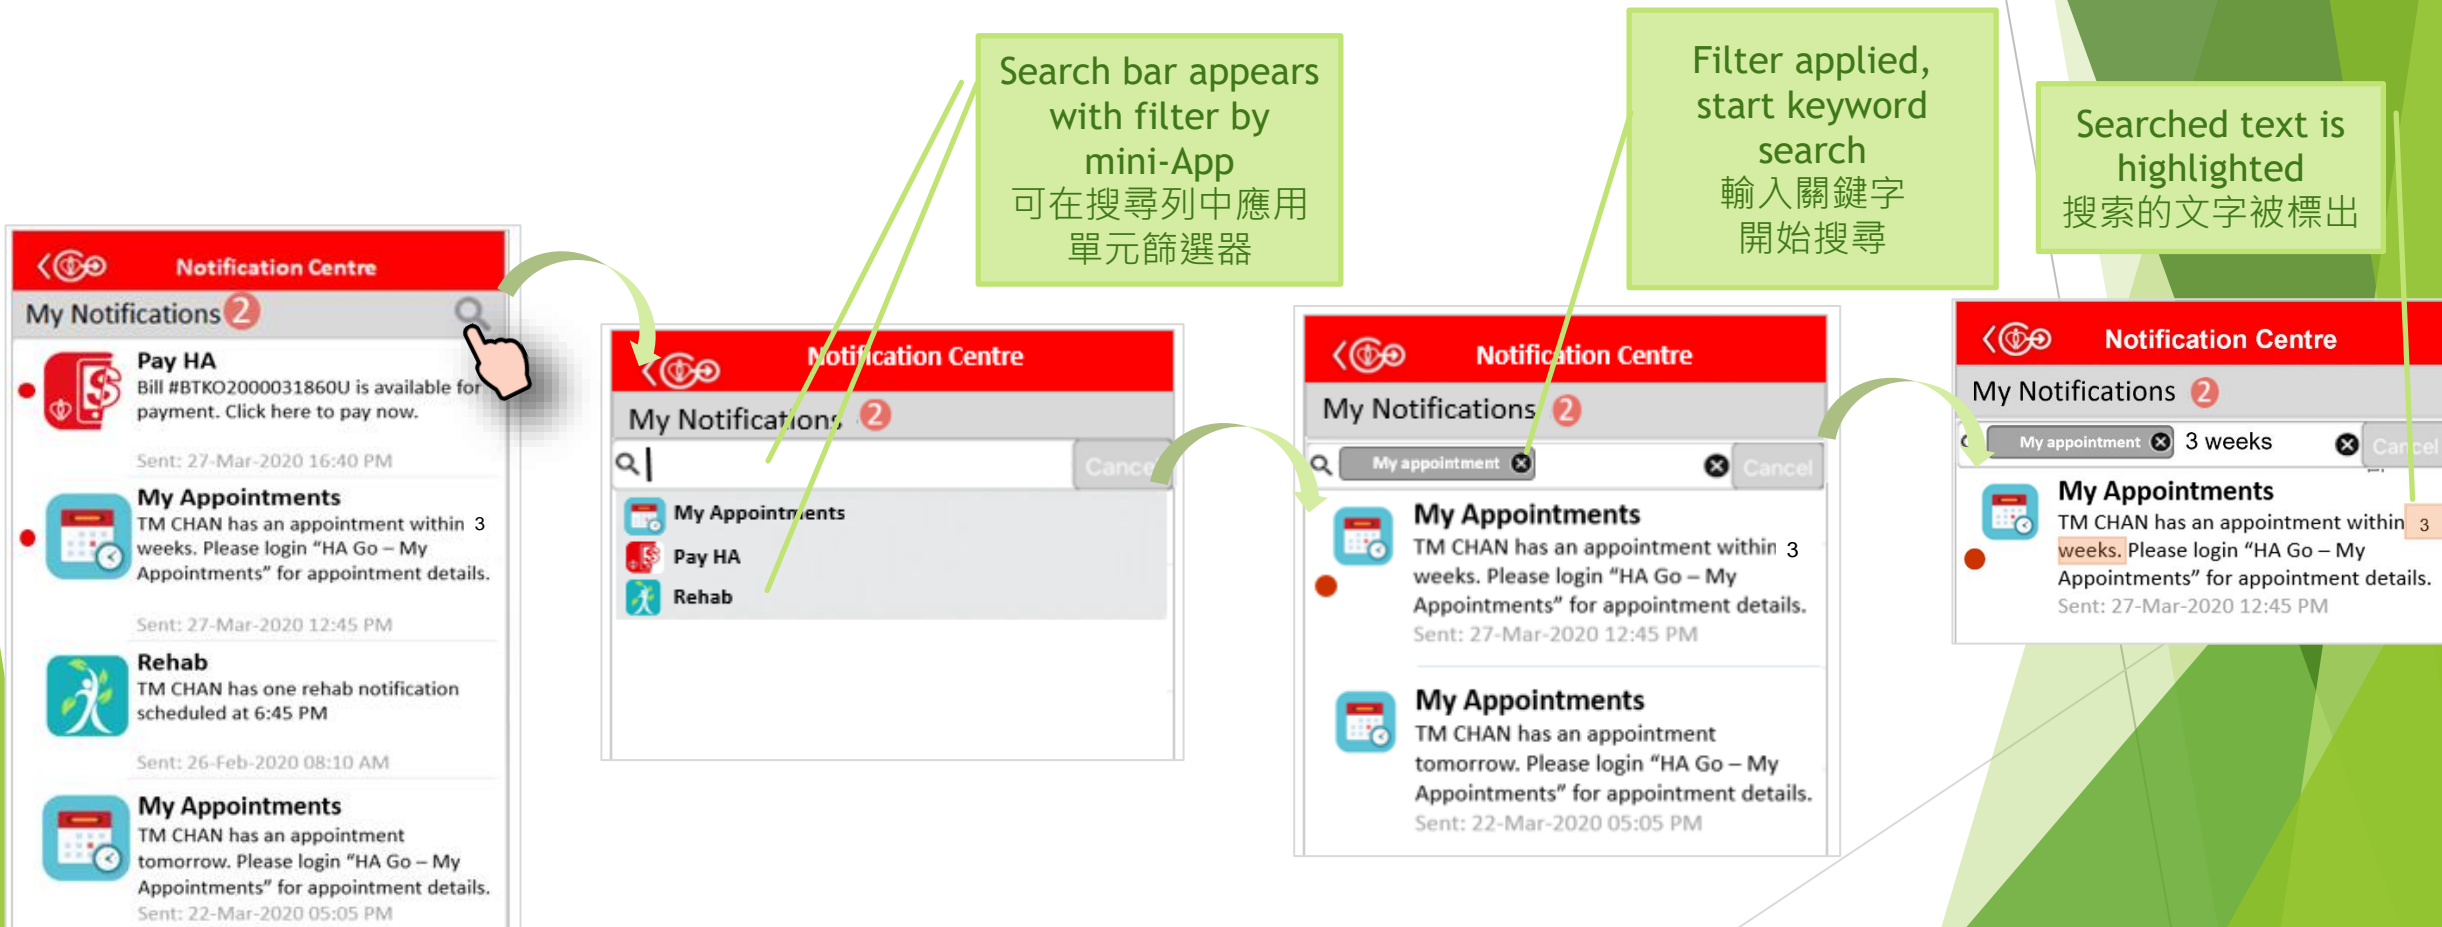 Search bar appears
with filter by
mini-App
可在搜尋列中應用
單元篩選器
Filter applied,
start keyword
search
輸入關鍵字
開始搜尋
Searched text is
highlighted
搜索的文字被標出
Notification Centre
My Notifications 2
Pay HA
Bill #BTKO2000031860U is available for
payment. Click here to pay now.
Sent: 27-Mar-2020 16:40 PM
My Appointments
TM CHAN has an appointment within 3
weeks. Please login “HA Go – My
Appointments” for appointment details.
Sent: 27-Mar-2020 12:45 PM
Rehab
TM CHAN has one rehab notification
scheduled at 6:45 PM
Sent: 26-Feb-2020 08:10 AM
My Appointments
TM CHAN has an appointment
tomorrow. Please login “HA Go – My
Appointments” for appointment details.
Sent: 22-Mar-2020 05:05 PM
Notification Centre
My Notifications 2
Cancel
My Appointments
Pay HA
Rehab
Notification Centre
My Notifications 2
My appointment Cancel
My Appointments
TM CHAN has an appointment within 3
weeks. Please login “HA Go – My
Appointments” for appointment details.
Sent: 27-Mar-2020 12:45 PM
My Appointments
TM CHAN has an appointment
tomorrow. Please login “HA Go – My
Appointments” for appointment details.
Sent: 22-Mar-2020 05:05 PM
Notification Centre
My Notifications 2
My appointment 3 weeks Cancel
My Appointments
TM CHAN has an appointment within 3
weeks. Please login “HA Go – My
Appointments” for appointment details.
Sent: 27-Mar-2020 12:45 PM